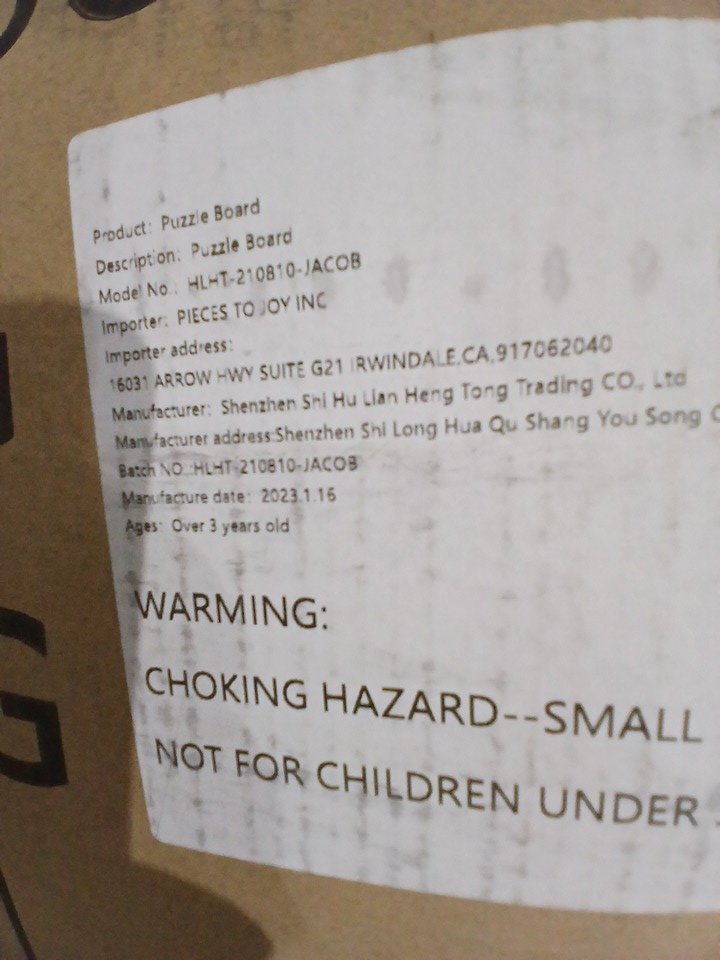 Product: Puzzle Board
Description: Puzzle Board
Model No.: HLHT-210810-JACOB
Importer: PIECES TO JOY INC
Importer address:
16031 ARROW HWY SUITE G21 IRWINDALE,CA,917062040
Manufacturer: Shenzhen Shi Hu Lian Heng Tong Trading CO., Ltd
Manufacturer address:Shenzhen Shi Long Hua Qu Shang You Song
Batch NO.:HLHT-210810-JACOB
Manufacture date: 2023.1.16
Ages: Over 3 years old
WARMING:
CHOKING HAZARD--SMALL
NOT FOR CHILDREN UNDER
G